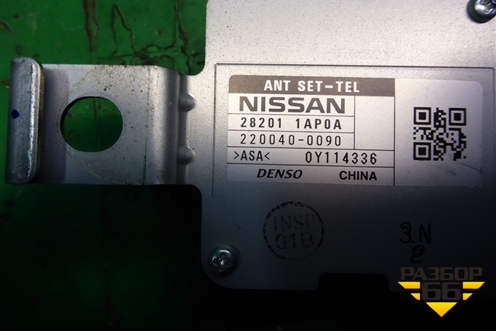 ANT SET-TEL
NISSAN
28201 1AP0A
220040-0090
>ASA< 0Y114336
DENSO CHINA
INSP
01B
3.N
2
РАЗБОР
66